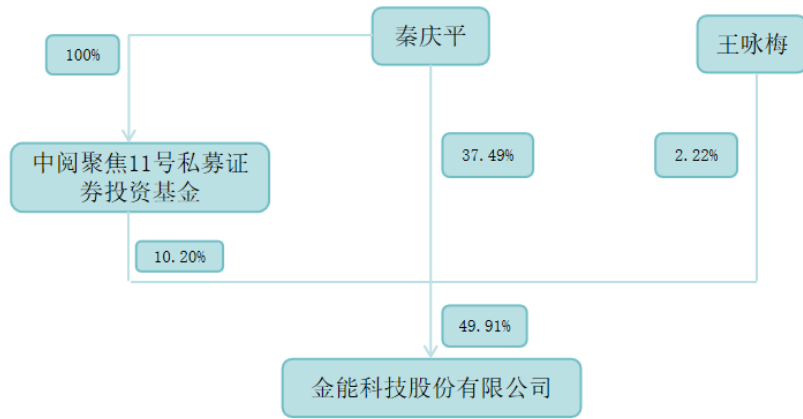 秦庆平
王咏梅
100%
中阅聚焦11号私募证
券投资基金
37.49%
2.22%
10.20%
49.91%
金能科技股份有限公司